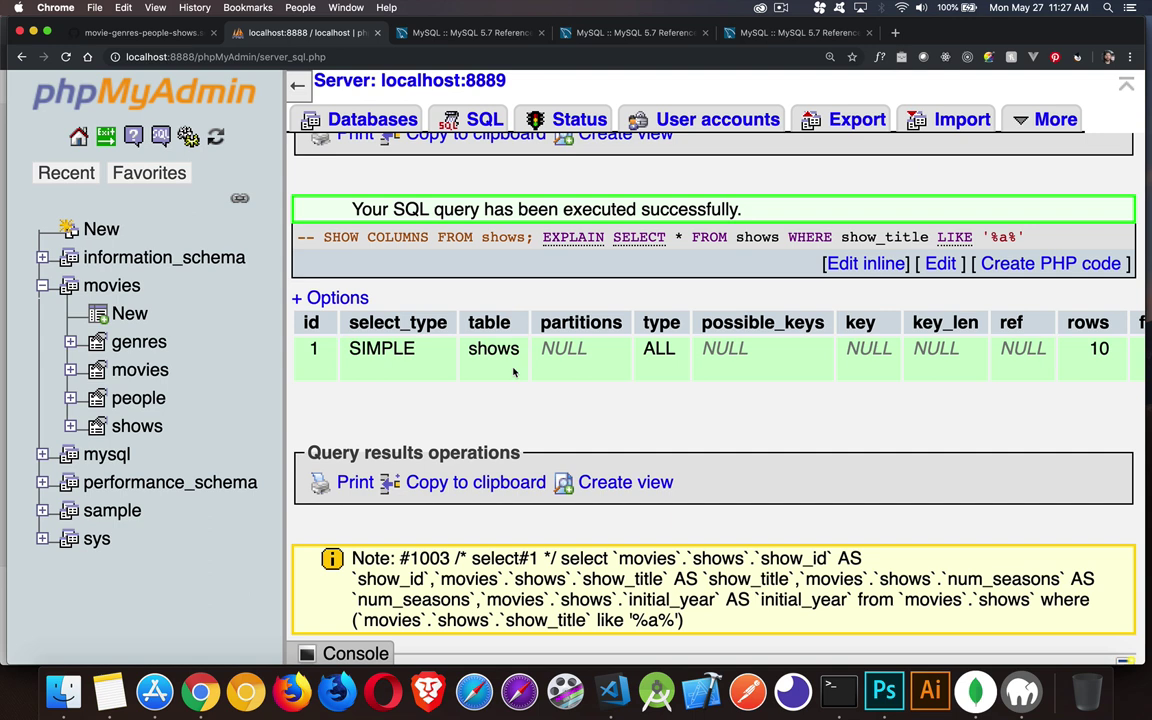 Chrome File Edit View History Bookmarks People Window Help 100% Mon May 27 11:27 AM
movie-genres-people-shows.s localhost:8888 / localhost | ph MySQL :: MySQL 5.7 Referenc MySQL :: MySQL 5.7 Referenc MySQL :: MySQL 5.7 Referenc
localhost:8888/phpMyAdmin/server_sql.php
phpMyAdmin
Recent Favorites
New
information_schema
movies
New
genres
movies
people
shows
mysql
performance_schema
sample
sys
Server: localhost:8889
Databases SQL Status User accounts Export Import More
Print Copy to clipboard Create view
Your SQL query has been executed successfully.
-- SHOW COLUMNS FROM shows; EXPLAIN SELECT * FROM shows WHERE show_title LIKE '%a%'
[Edit inline] [ Edit ] [ Create PHP code ]
+ Options
id select_type table partitions type possible_keys key key_len ref rows f
1 SIMPLE shows NULL ALL NULL NULL NULL NULL 10
Query results operations
Print Copy to clipboard Create view
Note: #1003 /* select#1 */ select `movies`.`shows`.`show_id` AS
`show_id`,`movies`.`shows`.`show_title` AS `show_title`,`movies`.`shows`.`num_seasons` AS
`num_seasons`,`movies`.`shows`.`initial_year` AS `initial_year` from `movies`.`shows` where
(`movies`.`shows`.`show_title` like '%a%')
Console
Ps Ai